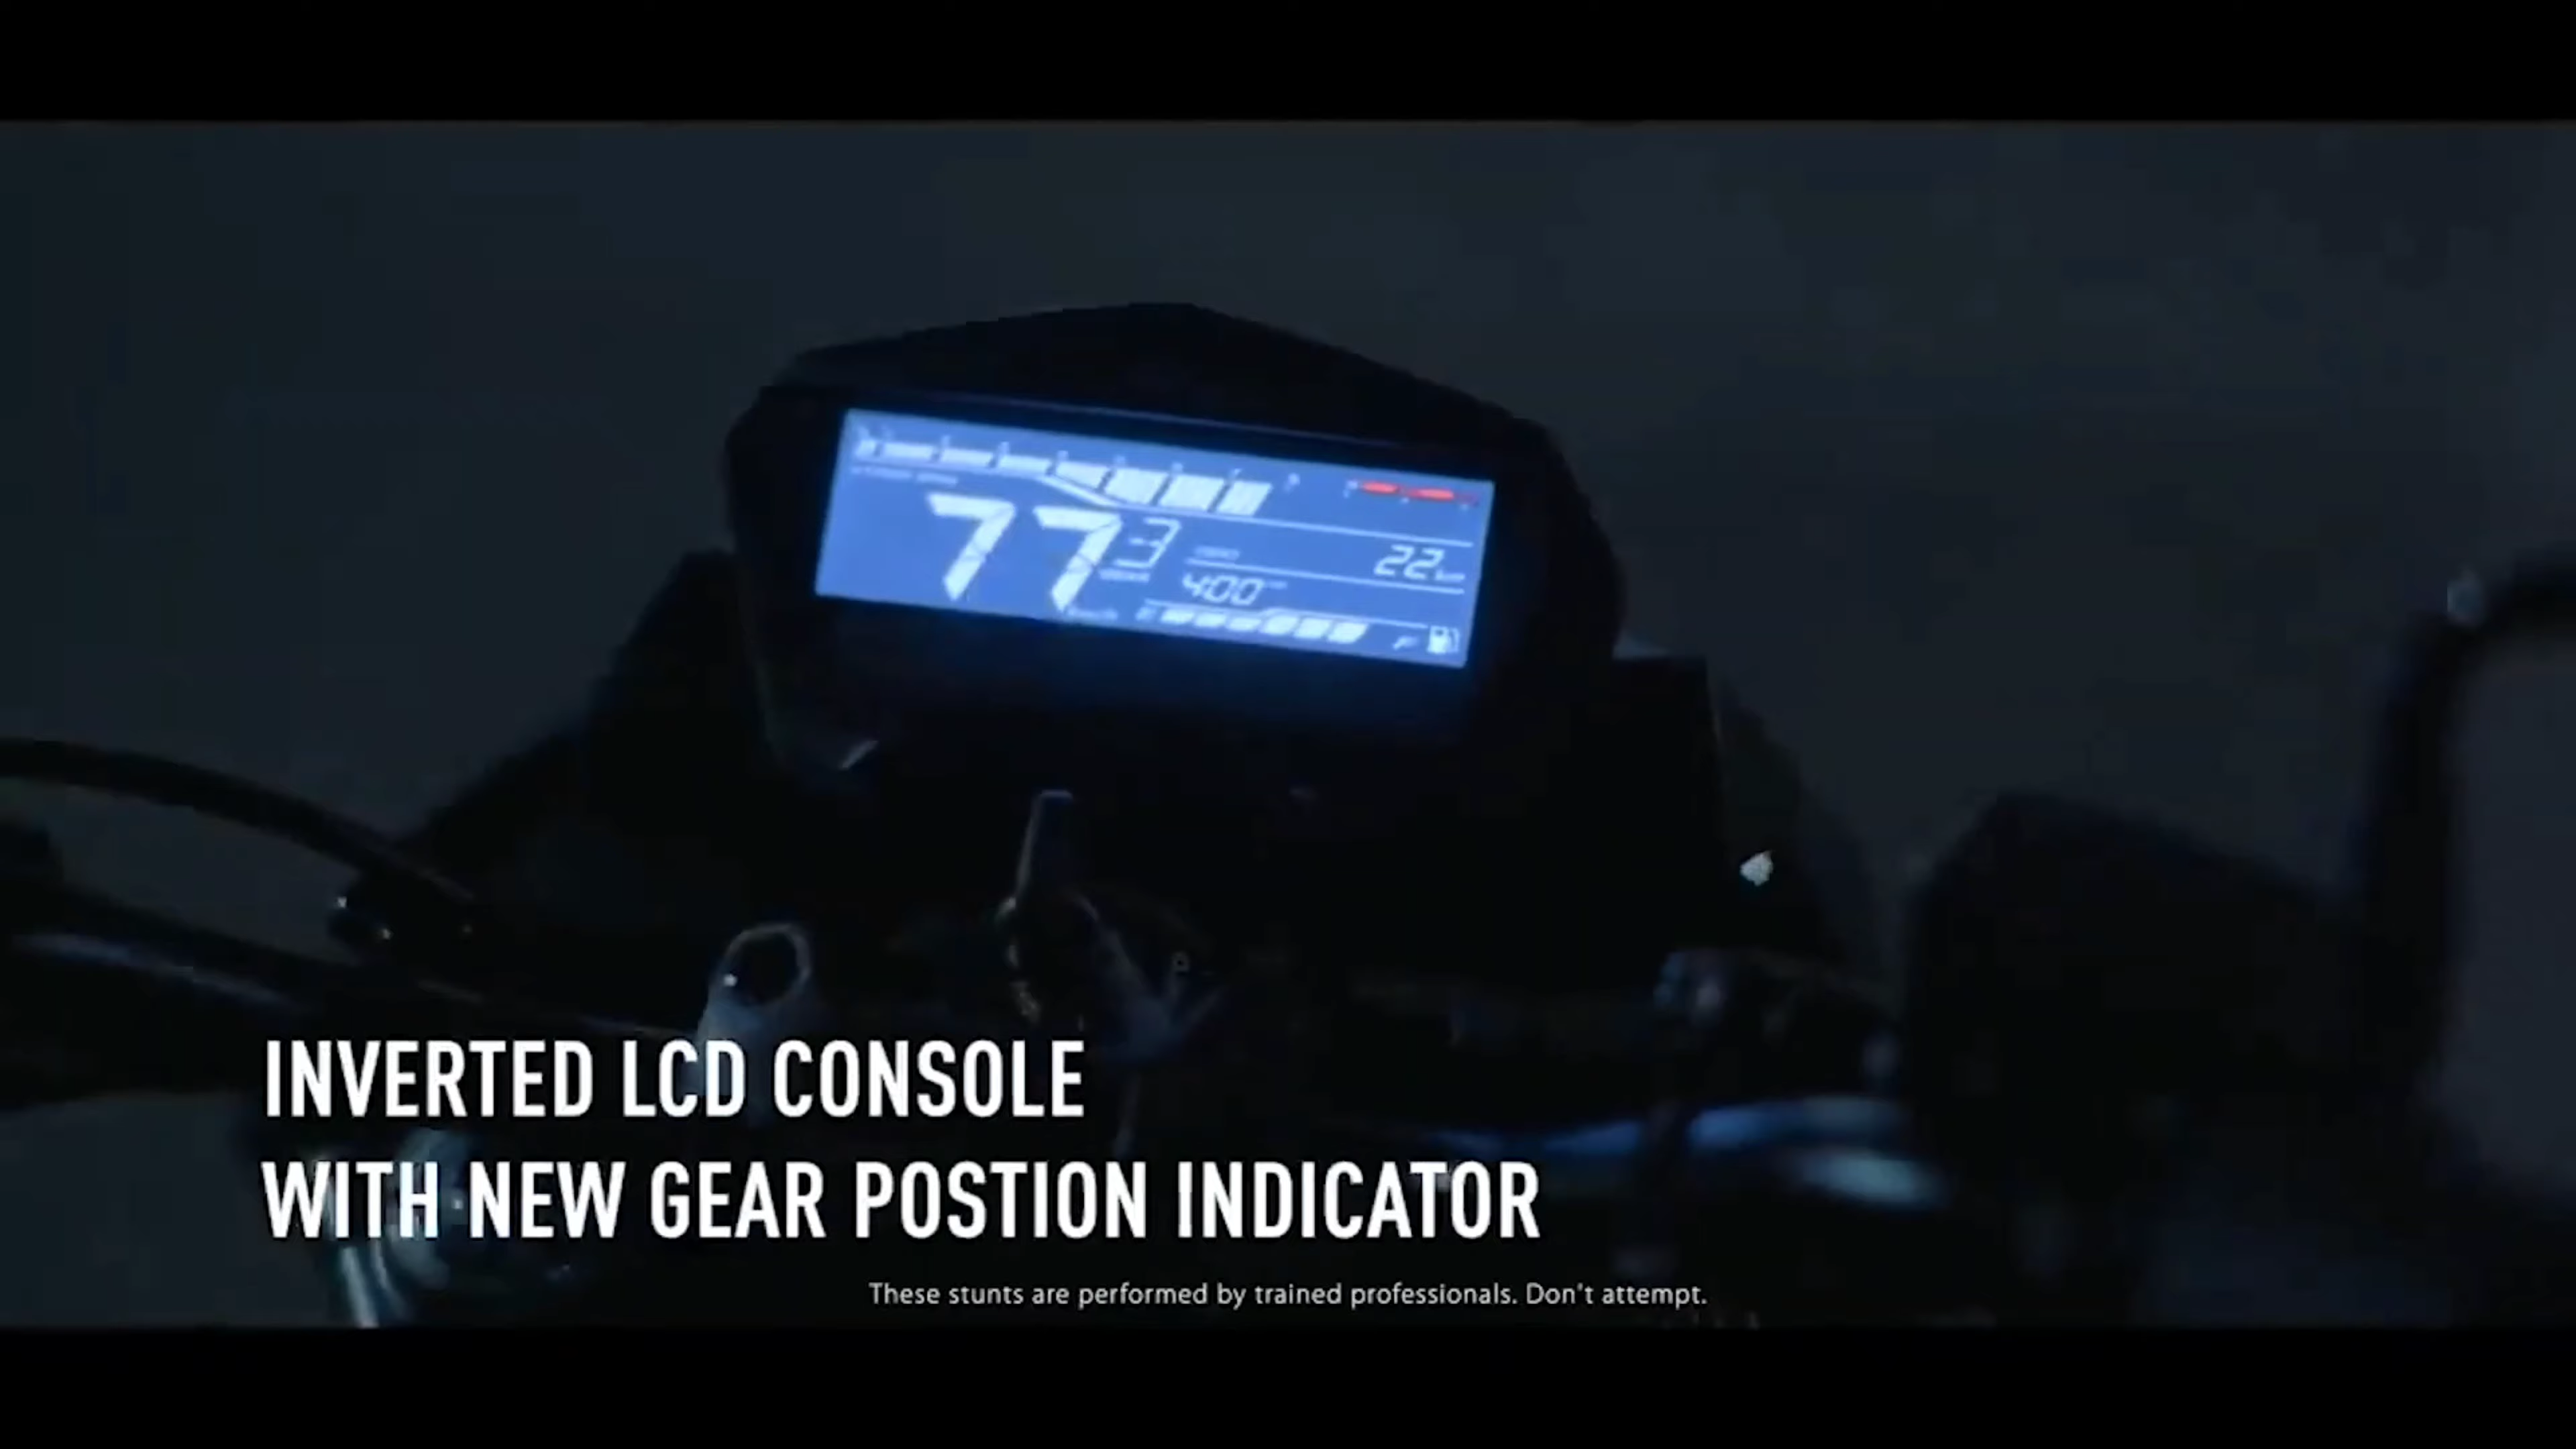 77
3
22
400
INVERTED LCD CONSOLE
WITH NEW GEAR POSTION INDICATOR
These stunts are performed by trained professionals. Don't attempt.